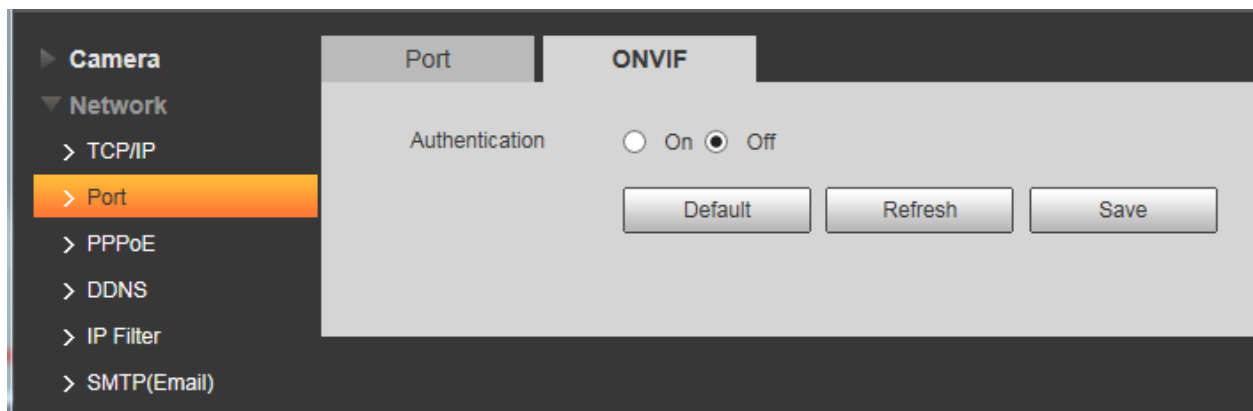 Camera
Network
TCP/IP
Port
PPPoE
DDNS
IP Filter
SMTP(Email)
Port ONVIF
Authentication On Off
Default Refresh Save